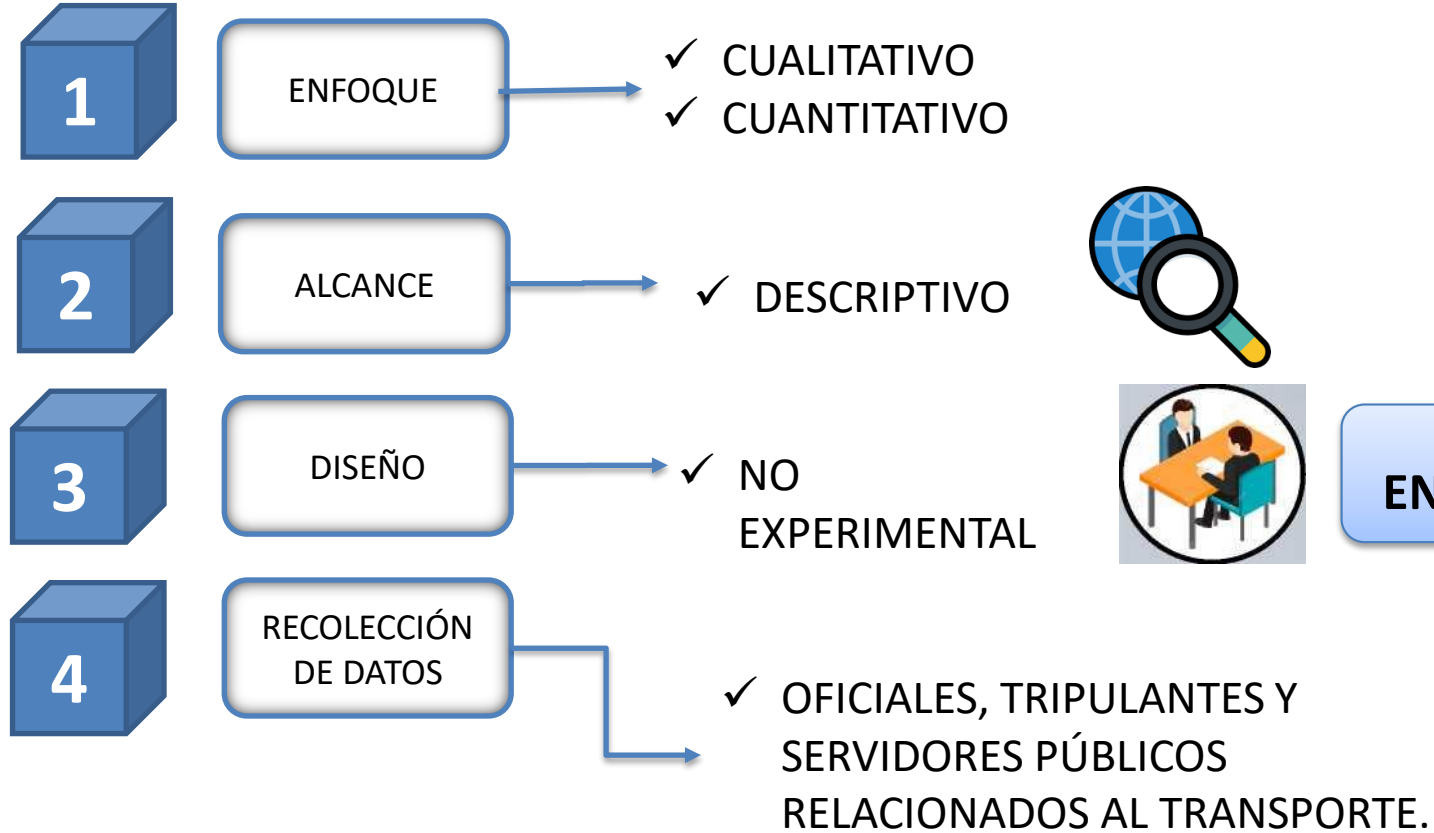 1
ENFOQUE
✓ CUALITATIVO
✓ CUANTITATIVO
2
ALCANCE
✓ DESCRIPTIVO
3
DISEÑO
✓ NO
EXPERIMENTAL
4
RECOLECCIÓN
DE DATOS
✓ OFICIALES, TRIPULANTES Y
SERVIDORES PÚBLICOS
RELACIONADOS AL TRANSPORTE.